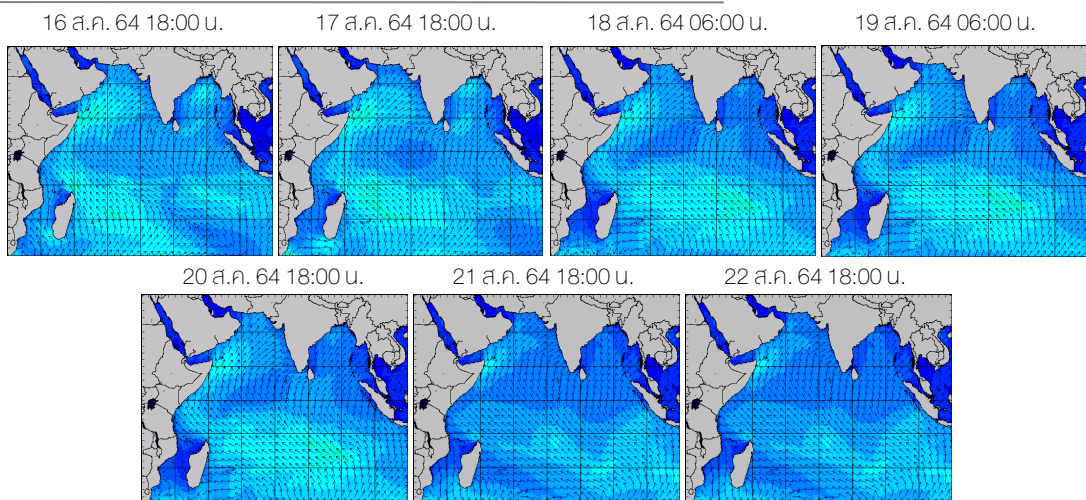 16 ส.ค. 64 18:00 น.
17 ส.ค. 64 18:00 น.
18 ส.ค. 64 06:00 น.
19 ส.ค. 64 06:00 น.
20 ส.ค. 64 18:00 น.
21 ส.ค. 64 18:00 น.
22 ส.ค. 64 18:00 น.